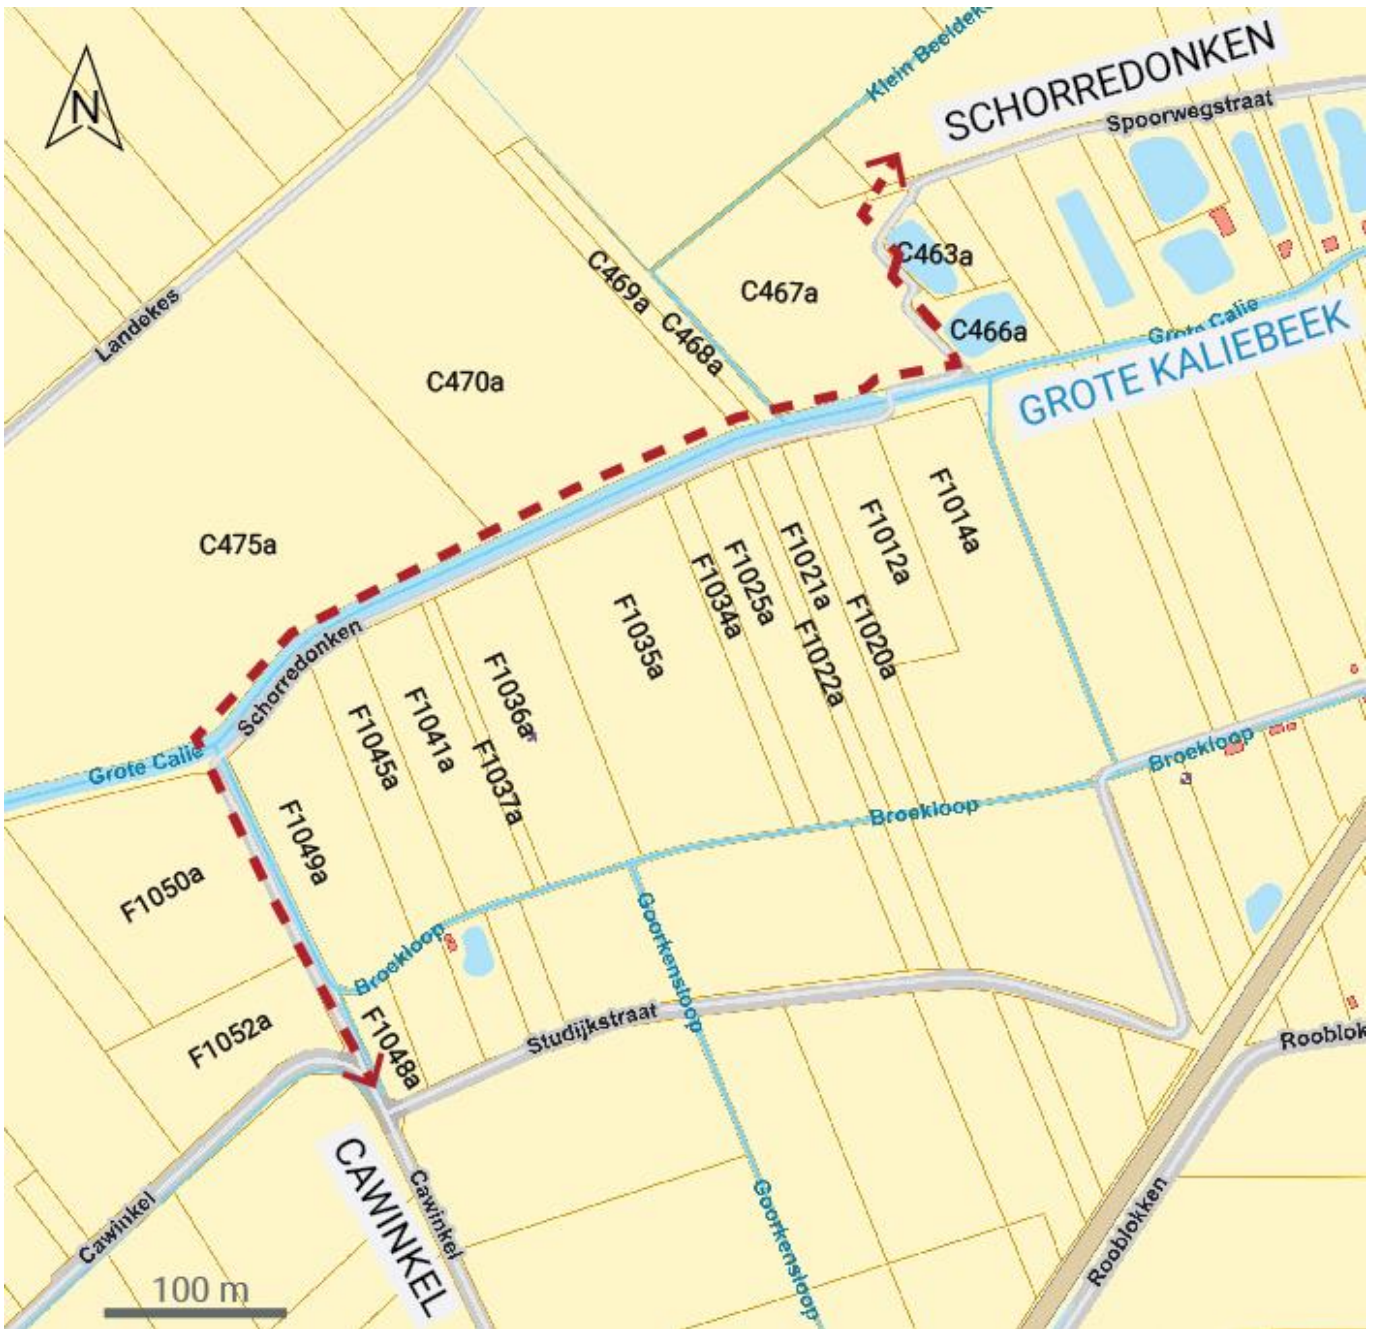 N
SCHORREDONKEN
Klein Beeldek
Spoorwegstraat
C463a
C469a
C467a
C466a
C468a
Grote Calie
GROTE KALIEBEEK
Landekes
C470a
C475a
F1014a
F1012a
F1021a
F1025a
F1034a
F1035a
F1020a
F1022a
Schorredonken
F1036a
F1041a
F1045a
F1037a
Grote Calie
Broekloop
F1049a
Broekloop
F1050a
Goorkensloop
Broekloop
F1052a
F1048a
Studijkstraat
Rooblok
CAWINKEL
Cawinkel
Cawinkel
Goorkensloop
Rooblokken
100 m